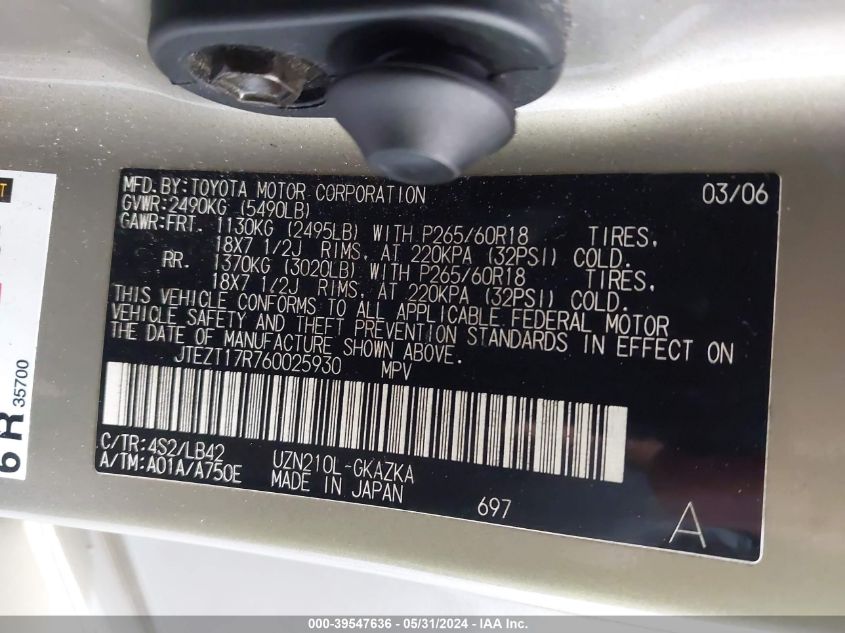 MFD. BY: TOYOTA MOTOR CORPORATION 03/06
GVWR: 2490KG (5490LB)
GAWR: FRT. 1130KG (2495LB) WITH P265/60R18 TIRES,
18X7 1/2J RIMS, AT 220KPA (32PSI) COLD.
RR. 1370KG (3020LB) WITH P265/60R18 TIRES,
18X7 1/2J RIMS, AT 220KPA (32PSI) COLD.
THIS VEHICLE CONFORMS TO ALL APPLICABLE FEDERAL MOTOR
VEHICLE SAFETY AND THEFT PREVENTION STANDARDS IN EFFECT ON
THE DATE OF MANUFACTURE SHOWN ABOVE.
JTEZT17R760025930 MPV
C/TR: 4S2/LB42 UZN210L-GKAZKA
A/TM: A01A/A750E MADE IN JAPAN
697
A
6 R
35700
000-39547636 - 05/31/2024 - IAA Inc.